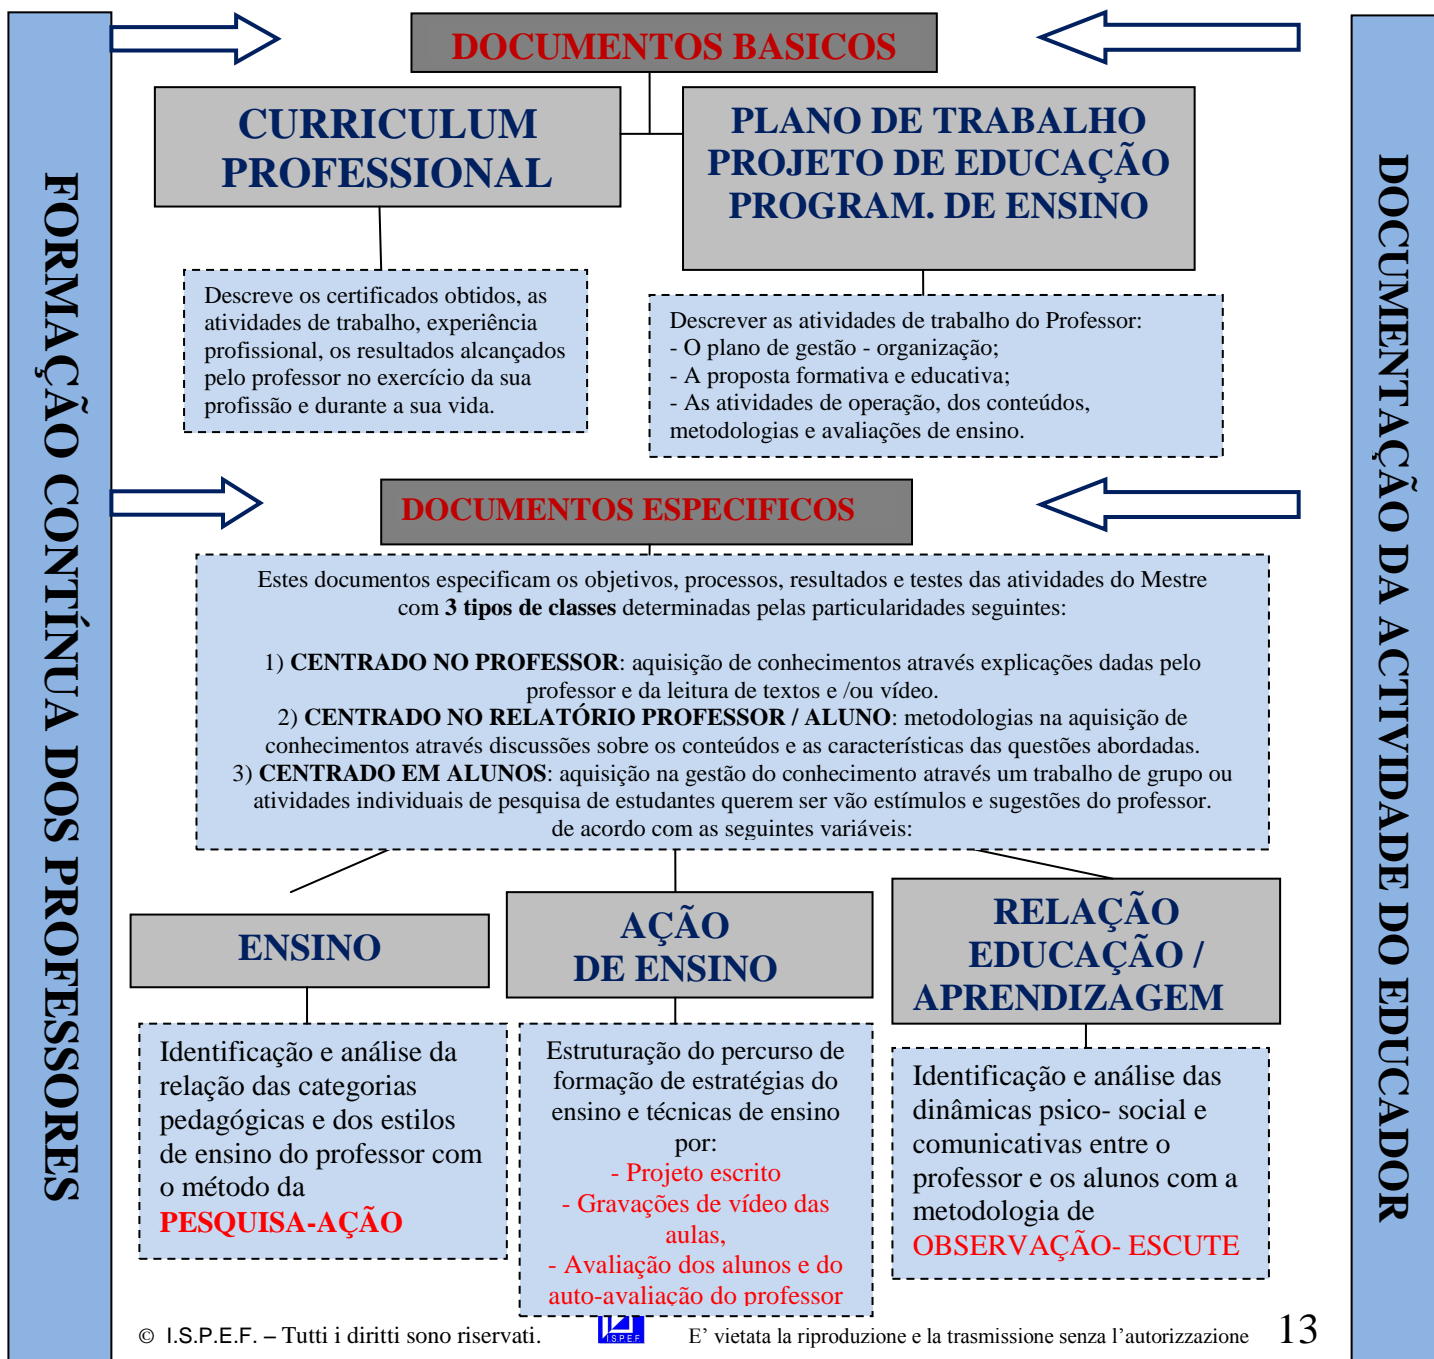 FORMAÇÃO CONTÍNUA DOS PROFESSORES
DOCUMENTOS BASICOS
CURRICULUM
PROFESSIONAL
PLANO DE TRABALHO
PROJETO DE EDUCAÇÃO
PROGRAM. DE ENSINO
Descreve os certificados obtidos, as
atividades de trabalho, experiência
profissional, os resultados alcançados
pelo professor no exercício da sua
profissão e durante a sua vida.
Descrever as atividades de trabalho do Professor:
- O plano de gestão - organização;
- A proposta formativa e educativa;
- As atividades de operação, dos conteúdos,
metodologias e avaliações de ensino.
DOCUMENTOS ESPECIFICOS
Estes documentos especificam os objetivos, processos, resultados e testes das atividades do Mestre
com 3 tipos de classes determinadas pelas particularidades seguintes:
1) CENTRADO NO PROFESSOR: aquisição de conhecimentos através explicações dadas pelo
professor e da leitura de textos e /ou vídeo.
2) CENTRADO NO RELATÓRIO PROFESSOR / ALUNO: metodologias na aquisição de
conhecimentos através discussões sobre os conteúdos e as características das questões abordadas.
3) CENTRADO EM ALUNOS: aquisição na gestão do conhecimento através um trabalho de grupo ou
atividades individuais de pesquisa de estudantes querem ser vão estímulos e sugestões do professor.
de acordo com as seguintes variáveis:
ENSINO
AÇÃO
DE ENSINO
RELAÇÃO
EDUCAÇÃO /
APRENDIZAGEM
Identificação e análise da
relação das categorias
pedagógicas e dos estilos
de ensino do professor com
o método da
PESQUISA-AÇÃO
Estruturação do percurso de
formação de estratégias do
ensino e técnicas de ensino
por:
- Projeto escrito
- Gravações de vídeo das
aulas,
- Avaliação dos alunos e do
auto-avaliação do professor
Identificação e análise das
dinâmicas psico- social e
comunicativas entre o
professor e os alunos com a
metodologia de
OBSERVAÇÃO- ESCUTE
DOCUMENTAÇÃO DA ACTIVIDADE DO EDUCADOR
© I.S.P.E.F. – Tutti i diritti sono riservati.
I S P E F
E' vietata la riproduzione e la trasmissione senza l'autorizzazione
13